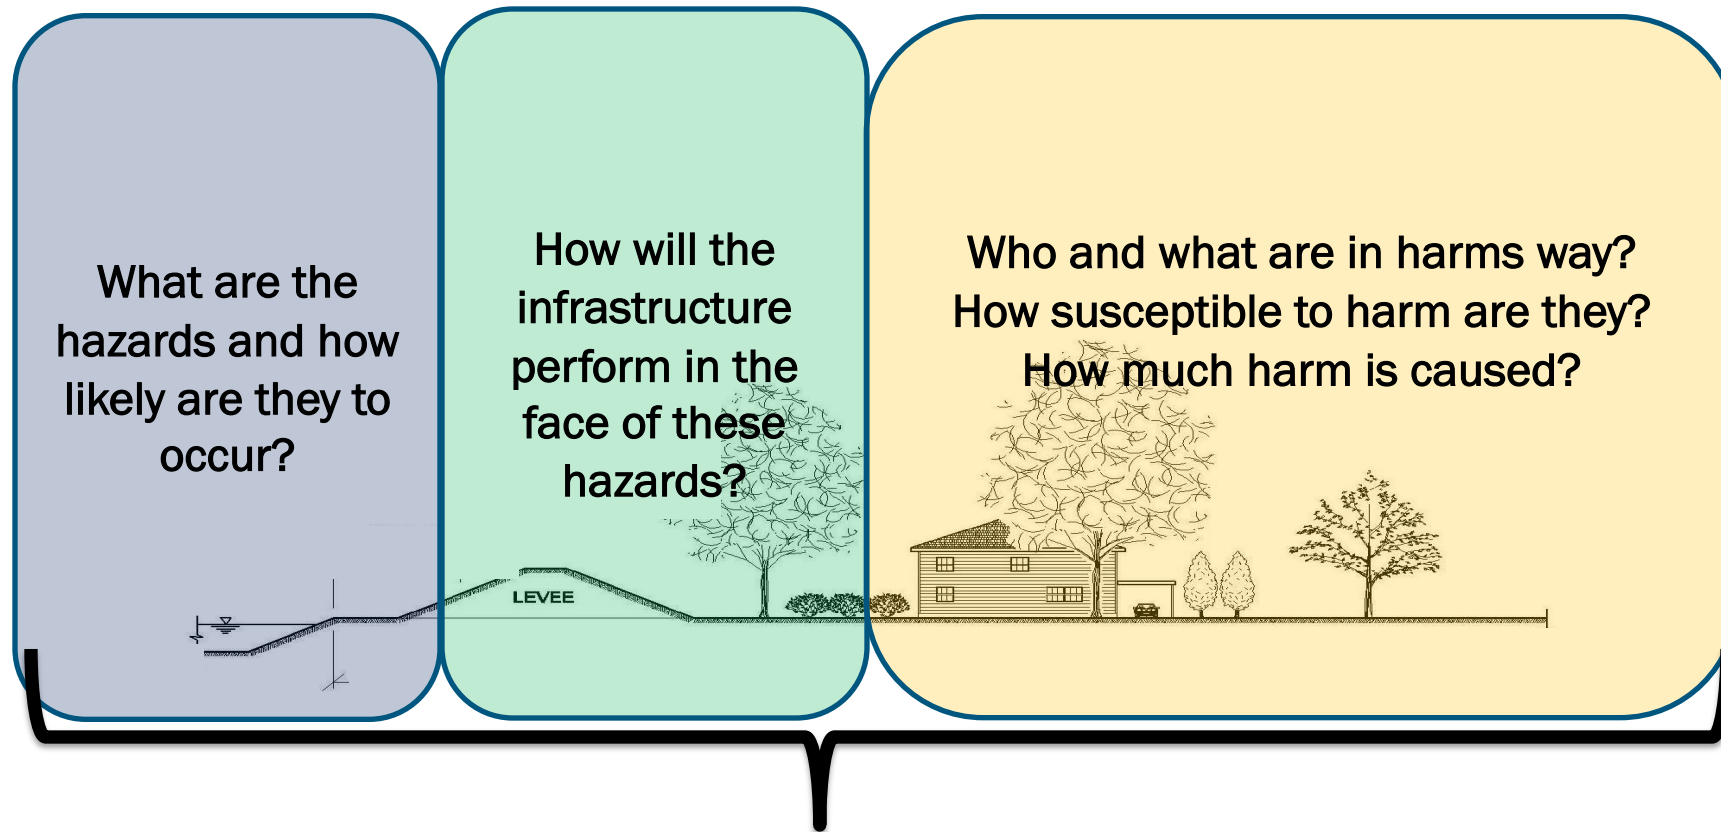 What are the
hazards and how
likely are they to
occur?
How will the
infrastructure
perform in the
face of these
hazards?
Who and what are in harms way?
How susceptible to harm are they?
How much harm is caused?
LEVEE